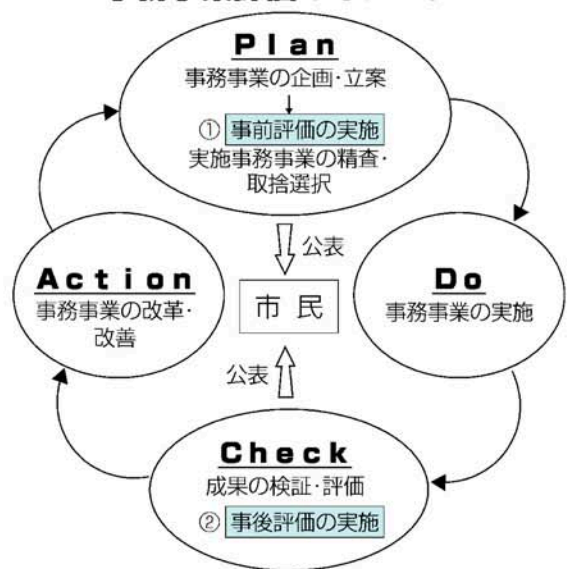 Plan
事務事業の企画・立案
① 事前評価の実施
実施事務事業の精査・
取捨選択
公表
Action
事務事業の改革・
改善
市民
Do
事務事業の実施
公表
Check
成果の検証・評価
② 事後評価の実施